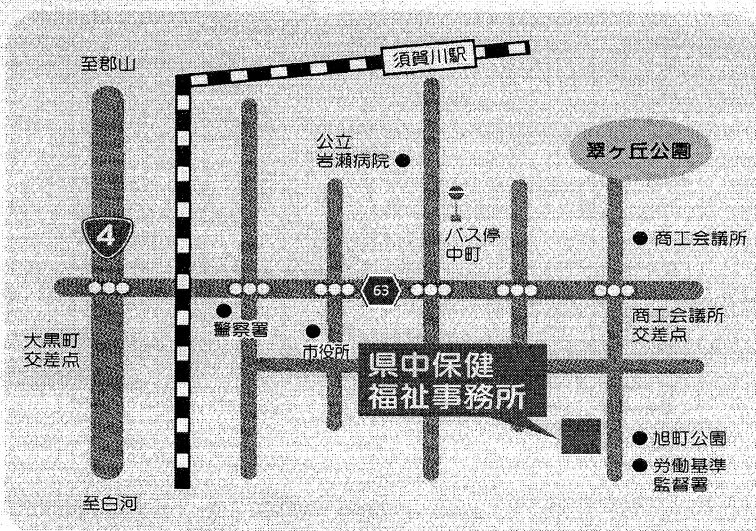 須賀川駅
至郡山
公立
岩瀬病院
翠ヶ丘公園
4
バス停
中町
商工会議所
63
大黒町
交差点
警察署
市役所
商工会議所
交差点
県中保健
福祉事務所
旭町公園
労働基準
監督署
至白河